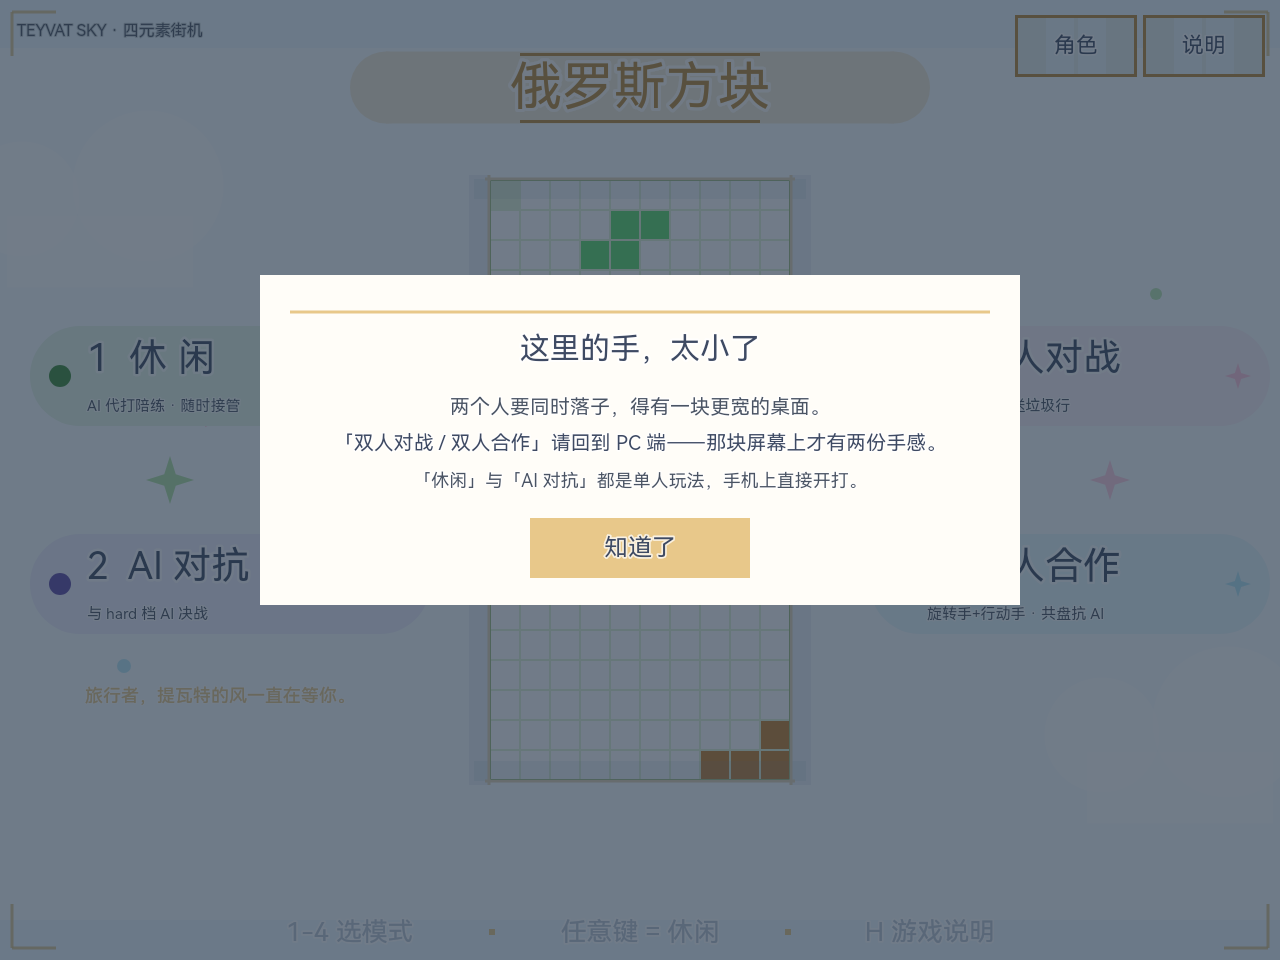 TEYVAT SKY · 四元素街机
角色
说明
俄罗斯方块
这里的手，太小了
两个人要同时落子，得有一块更宽的桌面。
「双人对战 / 双人合作」请回到 PC 端——那块屏幕上才有两份手感。
「休闲」与「AI 对抗」都是单人玩法，手机上直接开打。
知道了
1 休 闲
AI 代打陪练 · 随时接管
人对战
垃圾行
2 AI 对抗
与 hard 档 AI 决战
人合作
旋转手+行动手 · 共盘抗 AI
旅行者，提瓦特的风一直在等你。
1-4 选模式
任意键 = 休闲
H 游戏说明